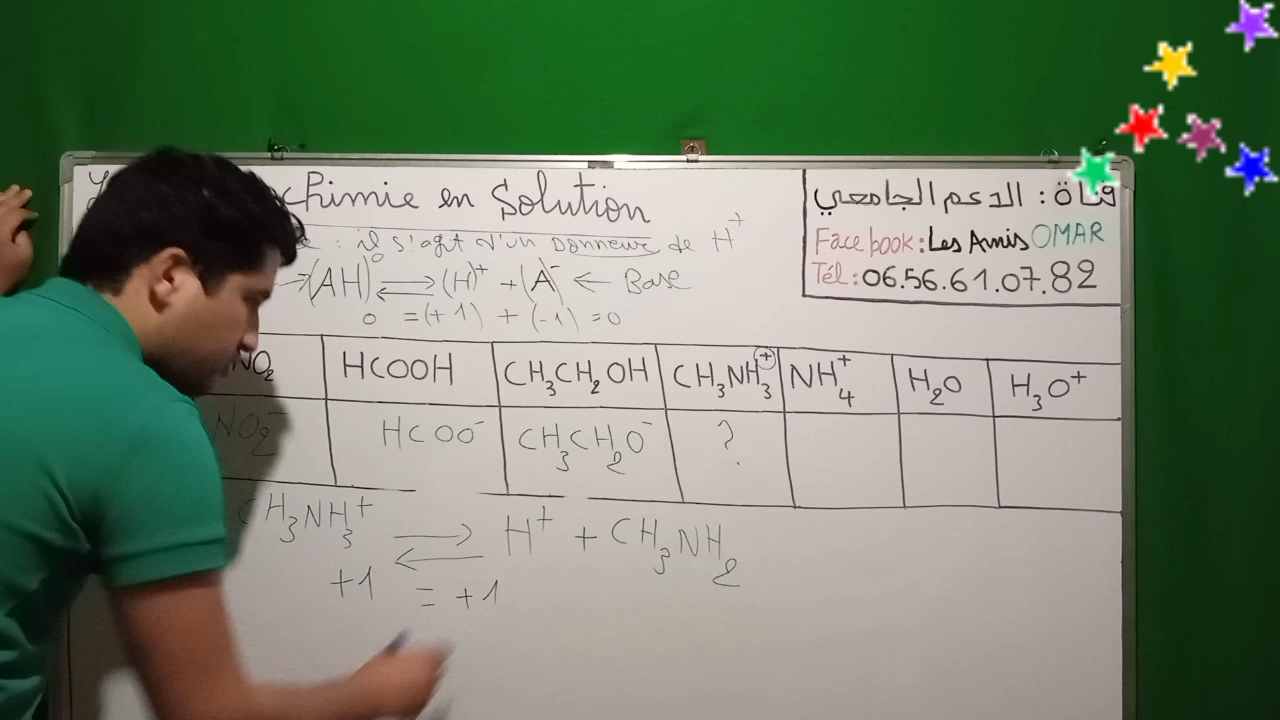 chimie en Solution
: il s'agit d'un Donneur de H⁺
→(AH)⁰ ⇌ (H)⁺ + (A)⁻ ← Base
0 = (+1) + (-1) = 0
قناة : الدعم الجامعي
Face book : Les Amis OMAR
Tél : 06.56.61.07.82
NO₂ HCOOH CH₃CH₂OH CH₃NH₃⁺ NH₄⁺ H₂O H₃O⁺
NO₂⁻ HCOO⁻ CH₃CH₂O⁻ ?
CH₃NH₃⁺ ⇌ H⁺ + CH₃NH₂
+1 = +1